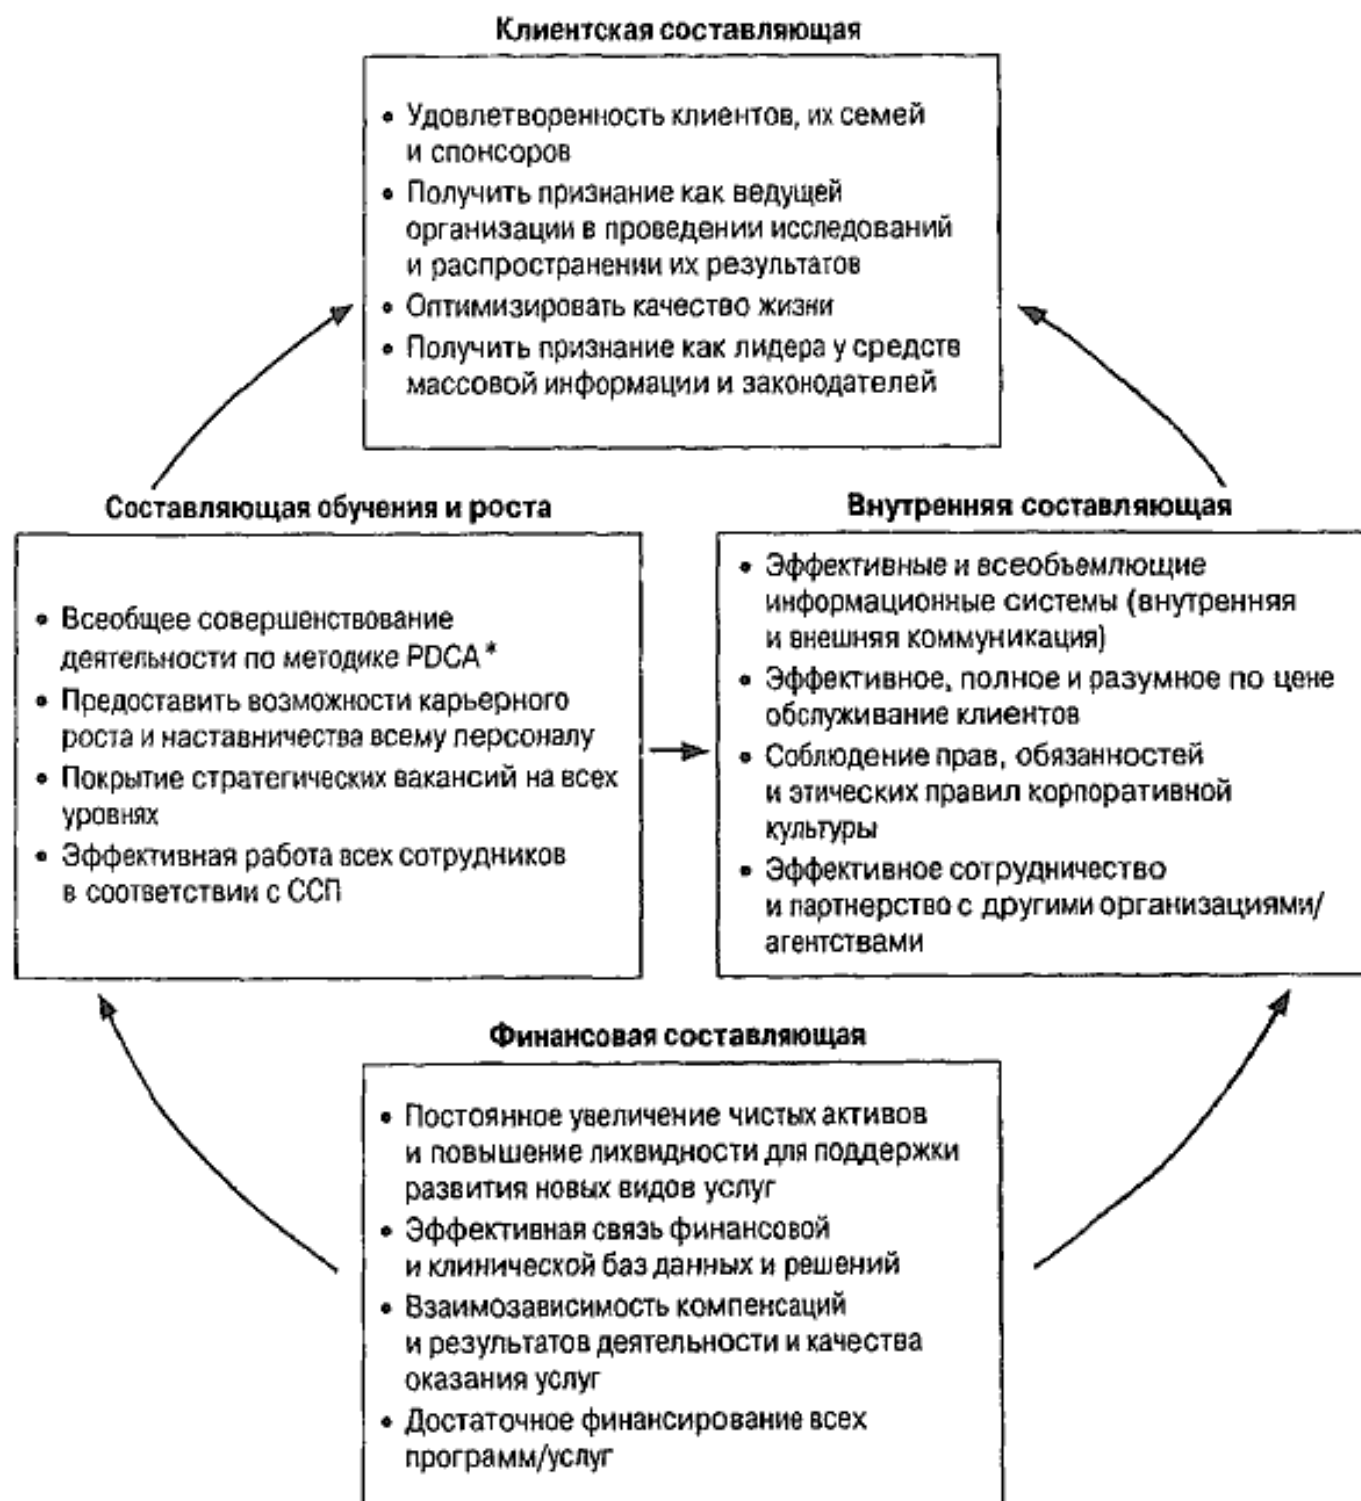 Клиентская составляющая
• Удовлетворенность клиентов, их семей
и спонсоров
• Получить признание как ведущей
организации в проведении исследований
и распространении их результатов
• Оптимизировать качество жизни
• Получить признание как лидера у средств
массовой информации и законодателей
Составляющая обучения и роста
• Всеобщее совершенствование
деятельности по методике PDCA*
• Предоставить возможности карьерного
роста и наставничества всему персоналу
• Покрытие стратегических вакансий на всех
уровнях
• Эффективная работа всех сотрудников
в соответствии с ССП
Внутренняя составляющая
• Эффективные и всеобъемлющие
информационные системы (внутренняя
и внешняя коммуникация)
• Эффективное, полное и разумное по цене
обслуживание клиентов
• Соблюдение прав, обязанностей
и этических правил корпоративной
культуры
• Эффективное сотрудничество
и партнерство с другими организациями/
агентствами
Финансовая составляющая
• Постоянное увеличение чистых активов
и повышение ликвидности для поддержки
развития новых видов услуг
• Эффективная связь финансовой
и клинической баз данных и решений
• Взаимозависимость компенсаций
и результатов деятельности и качества
оказания услуг
• Достаточное финансирование всех
программ/услуг